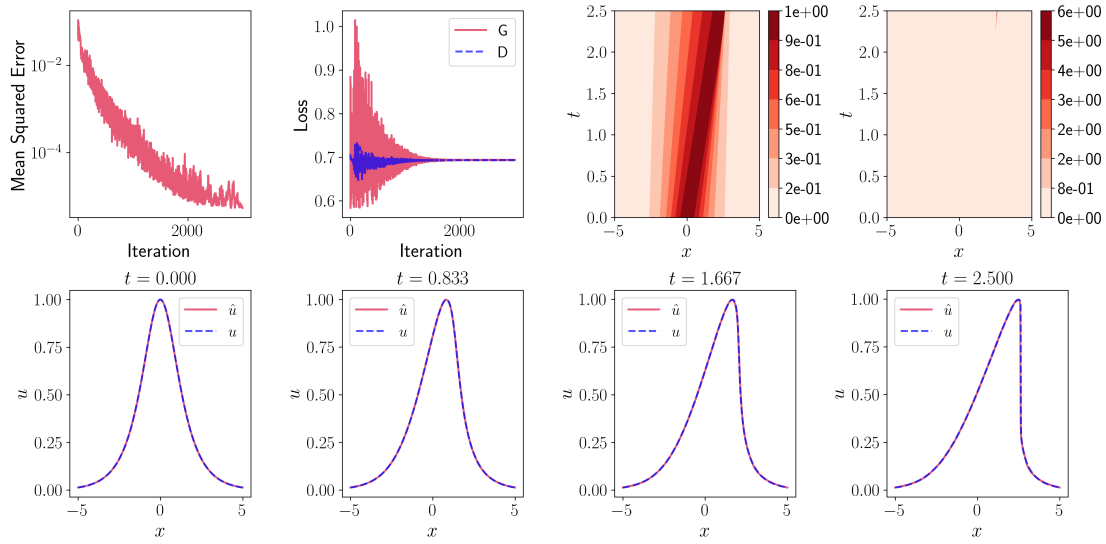 Mean Squared Error
10−2
10−4
0
2000
Iteration
Loss
1.0
0.9
0.8
0.7
0.6
G
D
0
2000
Iteration
t
2.5
2.0
1.5
1.0
0.5
0.0
−5
0
5
x
1e+00
9e-01
8e-01
6e-01
5e-01
3e-01
2e-01
0e+00
t
2.5
2.0
1.5
1.0
0.5
0.0
−5
0
5
x
6e+00
5e+00
4e+00
3e+00
2e+00
2e+00
8e-01
0e+00
t = 0.000
u
1.00
0.75
0.50
0.25
0.00
û
u
−5
0
5
x
t = 0.833
u
1.00
0.75
0.50
0.25
0.00
û
u
−5
0
5
x
t = 1.667
u
1.00
0.75
0.50
0.25
0.00
û
u
−5
0
5
x
t = 2.500
u
1.00
0.75
0.50
0.25
0.00
û
u
−5
0
5
x